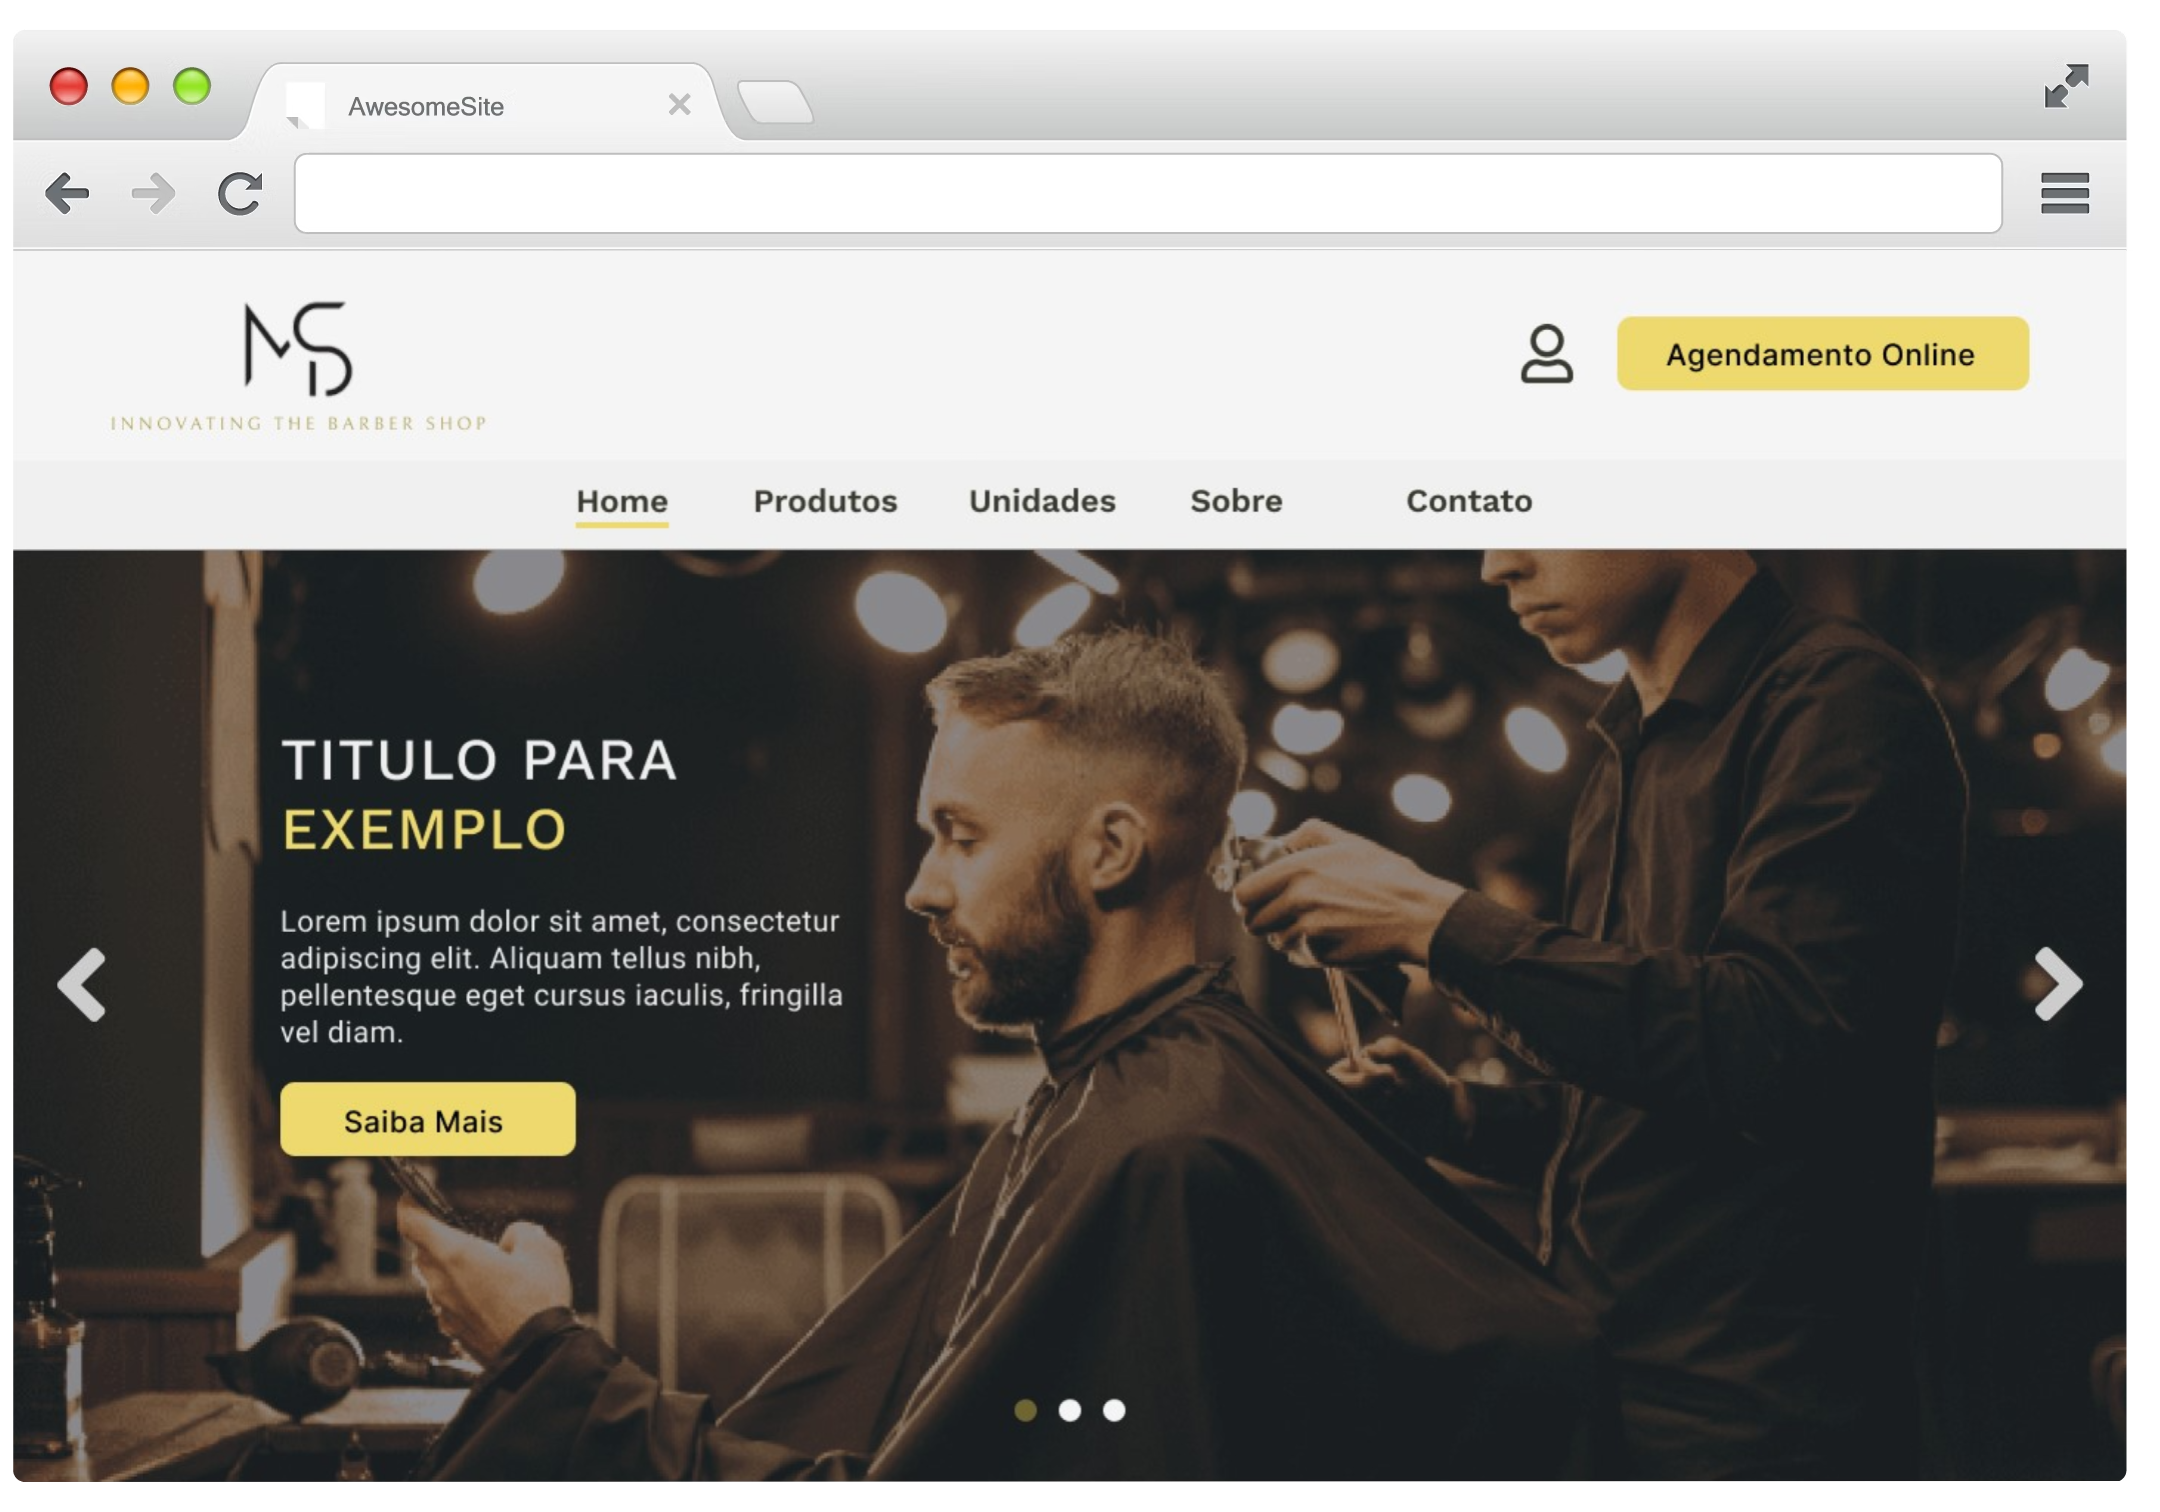 AwesomeSite
INNOVATING THE BARBER SHOP
Agendamento Online
Home Produtos Unidades Sobre Contato
TITULO PARA
EXEMPLO
Lorem ipsum dolor sit amet, consectetur
adipiscing elit. Aliquam tellus nibh,
pellentesque eget cursus iaculis, fringilla
vel diam.
Saiba Mais